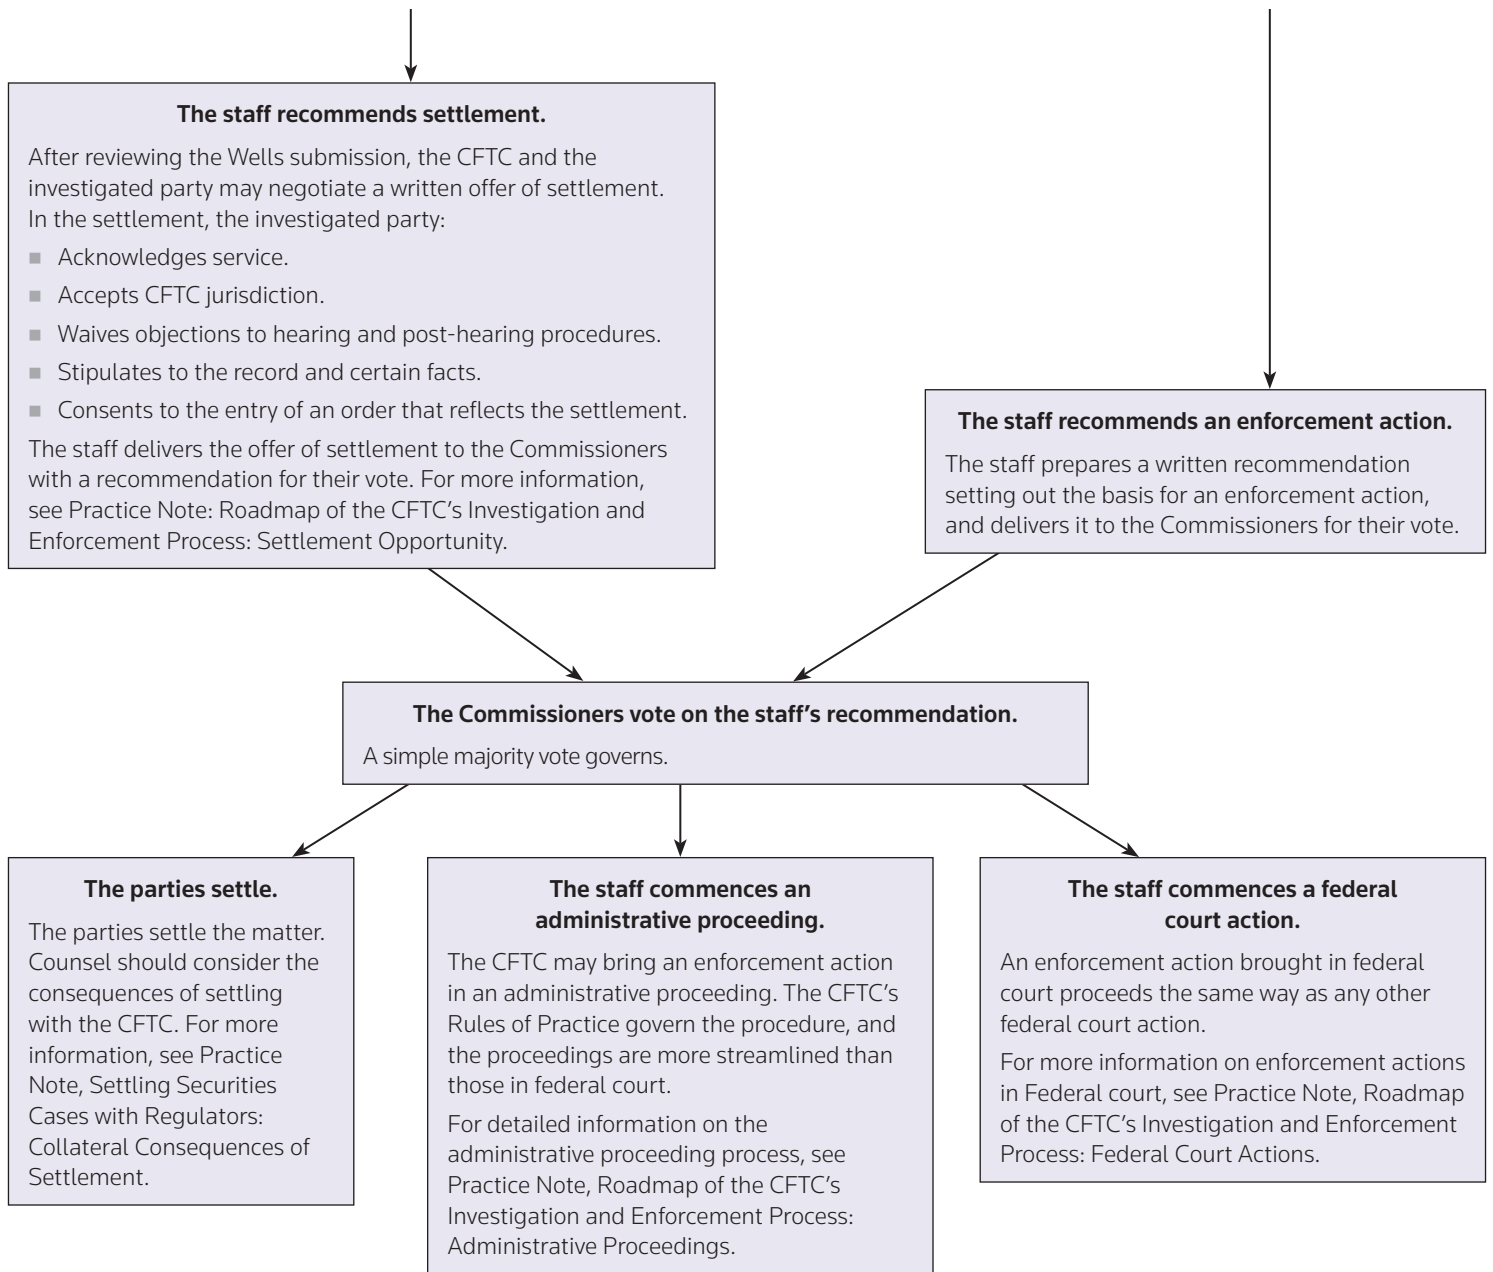 The staff recommends settlement.
After reviewing the Wells submission, the CFTC and the
investigated party may negotiate a written offer of settlement.
In the settlement, the investigated party:
■ Acknowledges service.
■ Accepts CFTC jurisdiction.
■ Waives objections to hearing and post-hearing procedures.
■ Stipulates to the record and certain facts.
■ Consents to the entry of an order that reflects the settlement.
The staff delivers the offer of settlement to the Commissioners
with a recommendation for their vote. For more information,
see Practice Note: Roadmap of the CFTC’s Investigation and
Enforcement Process: Settlement Opportunity.
The staff recommends an enforcement action.
The staff prepares a written recommendation
setting out the basis for an enforcement action,
and delivers it to the Commissioners for their vote.
The Commissioners vote on the staff’s recommendation.
A simple majority vote governs.
The parties settle.
The parties settle the matter.
Counsel should consider the
consequences of settling
with the CFTC. For more
information, see Practice
Note, Settling Securities
Cases with Regulators:
Collateral Consequences of
Settlement.
The staff commences an
administrative proceeding.
The CFTC may bring an enforcement action
in an administrative proceeding. The CFTC’s
Rules of Practice govern the procedure, and
the proceedings are more streamlined than
those in federal court.
For detailed information on the
administrative proceeding process, see
Practice Note, Roadmap of the CFTC’s
Investigation and Enforcement Process:
Administrative Proceedings.
The staff commences a federal
court action.
An enforcement action brought in federal
court proceeds the same way as any other
federal court action.
For more information on enforcement actions
in Federal court, see Practice Note, Roadmap
of the CFTC’s Investigation and Enforcement
Process: Federal Court Actions.